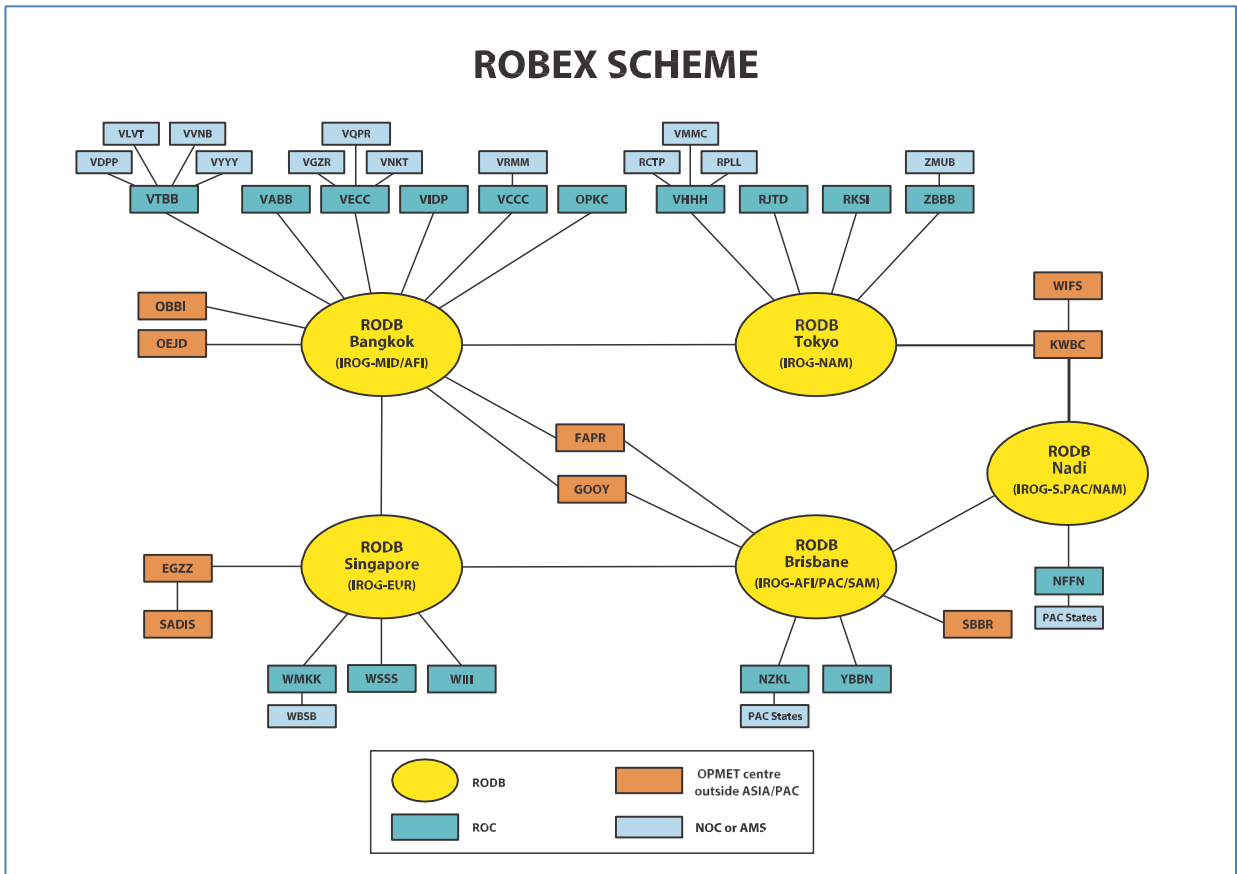 ROBEX SCHEME
VLVT
VVNB
VQPR
VMMC
VDPP
VYYY
VGZR
VNKT
VRMM
RCTP
RPLL
ZMUB
VTBB
VABB
VECC
VIDP
VCCC
OPKC
VHHH
RJTD
RKSI
ZBBB
OBBI
OEJD
RODB
Bangkok
(IROG-MID/AFI)
RODB
Tokyo
(IROG-NAM)
WIFS
KWBC
FAPR
GOOY
RODB
Nadi
(IROG-S.PAC/NAM)
EGZZ
SADIS
RODB
Singapore
(IROG-EUR)
RODB
Brisbane
(IROG-AFI/PAC/SAM)
NFFN
PAC States
SBBR
WMKK
WSSS
WIII
NZKL
YBBN
WBSB
PAC States
RODB
OPMET centre
outside ASIA/PAC
ROC
NOC or AMS